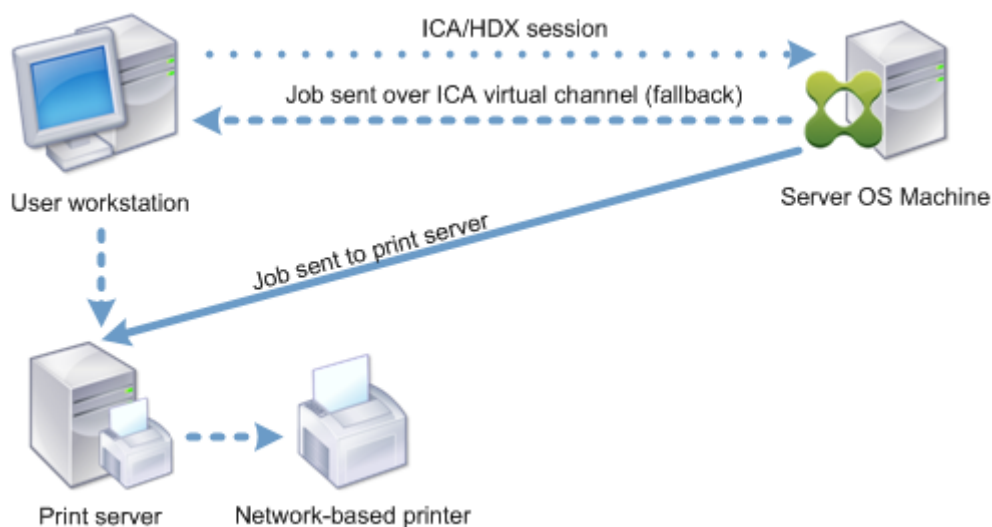 ICA/HDX session
Job sent over ICA virtual channel (fallback)
User workstation
Server OS Machine
Job sent to print server
Print server
Network-based printer